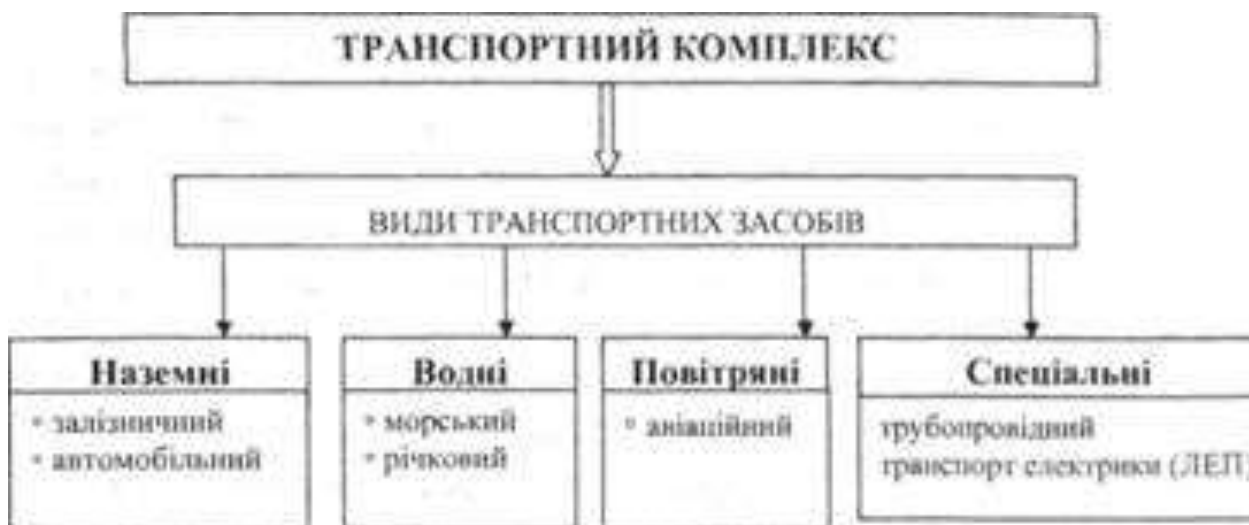 ТРАНСПОРТНИЙ КОМПЛЕКС
ВИДИ ТРАНСПОРТНИХ ЗАСОБІВ
Наземні
• залізничний
• автомобільний
Водні
• морський
• річковий
Повітряні
• авіаційний
Спеціальні
трубопровідний
транспорт електрики (ЛЕП)